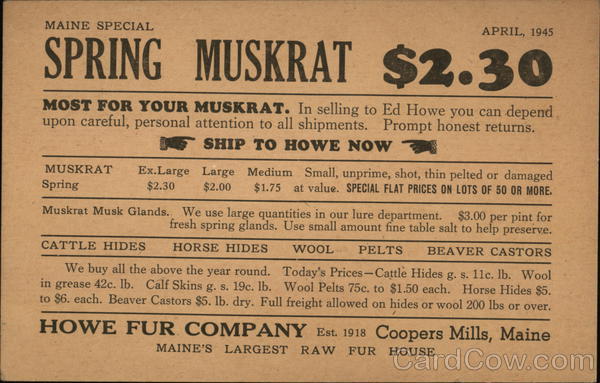 MAINE SPECIAL
APRIL, 1945
SPRING MUSKRAT $2.30
MOST FOR YOUR MUSKRAT. In selling to Ed Howe you can depend
upon careful, personal attention to all shipments. Prompt honest returns.
SHIP TO HOWE NOW
MUSKRAT Ex.Large Large Medium Small, unprime, shot, thin pelted or damaged
Spring $2.30 $2.00 $1.75 at value. SPECIAL FLAT PRICES ON LOTS OF 50 OR MORE.
Muskrat Musk Glands. We use large quantities in our lure department. $3.00 per pint for
fresh spring glands. Use small amount fine table salt to help preserve.
CATTLE HIDES HORSE HIDES WOOL PELTS BEAVER CASTORS
We buy all the above the year round. Today's Prices—Cattle Hides g. s. 11c. lb. Wool
in grease 42c. lb. Calf Skins g. s. 19c. lb. Wool Pelts 75c. to $1.50 each. Horse Hides $5.
to $6. each. Beaver Castors $5. lb. dry. Full freight allowed on hides or wool 200 lbs or over.
HOWE FUR COMPANY Est. 1918 Coopers Mills, Maine
MAINE'S LARGEST RAW FUR HOUSE
CardCow.com